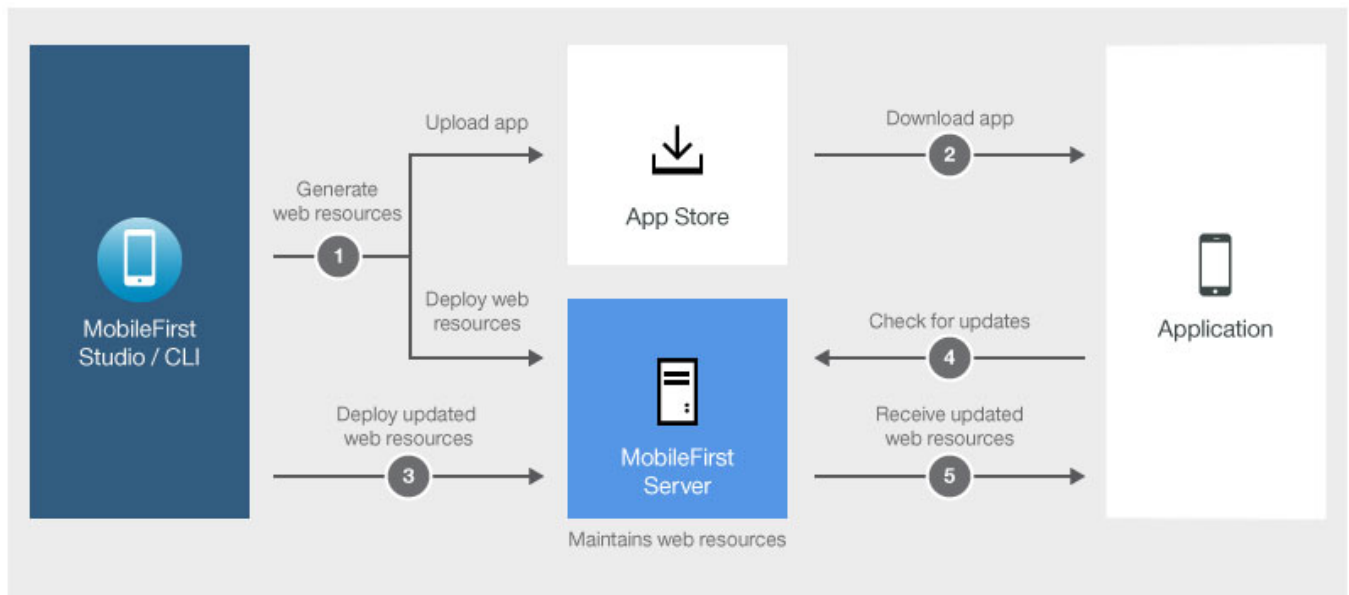 MobileFirst
Studio / CLI
Generate
web resources
1
Upload app
Deploy web
resources
Deploy updated
web resources
3
App Store
MobileFirst
Server
Maintains web resources
Download app
2
Check for updates
4
Receive updated
web resources
5
Application